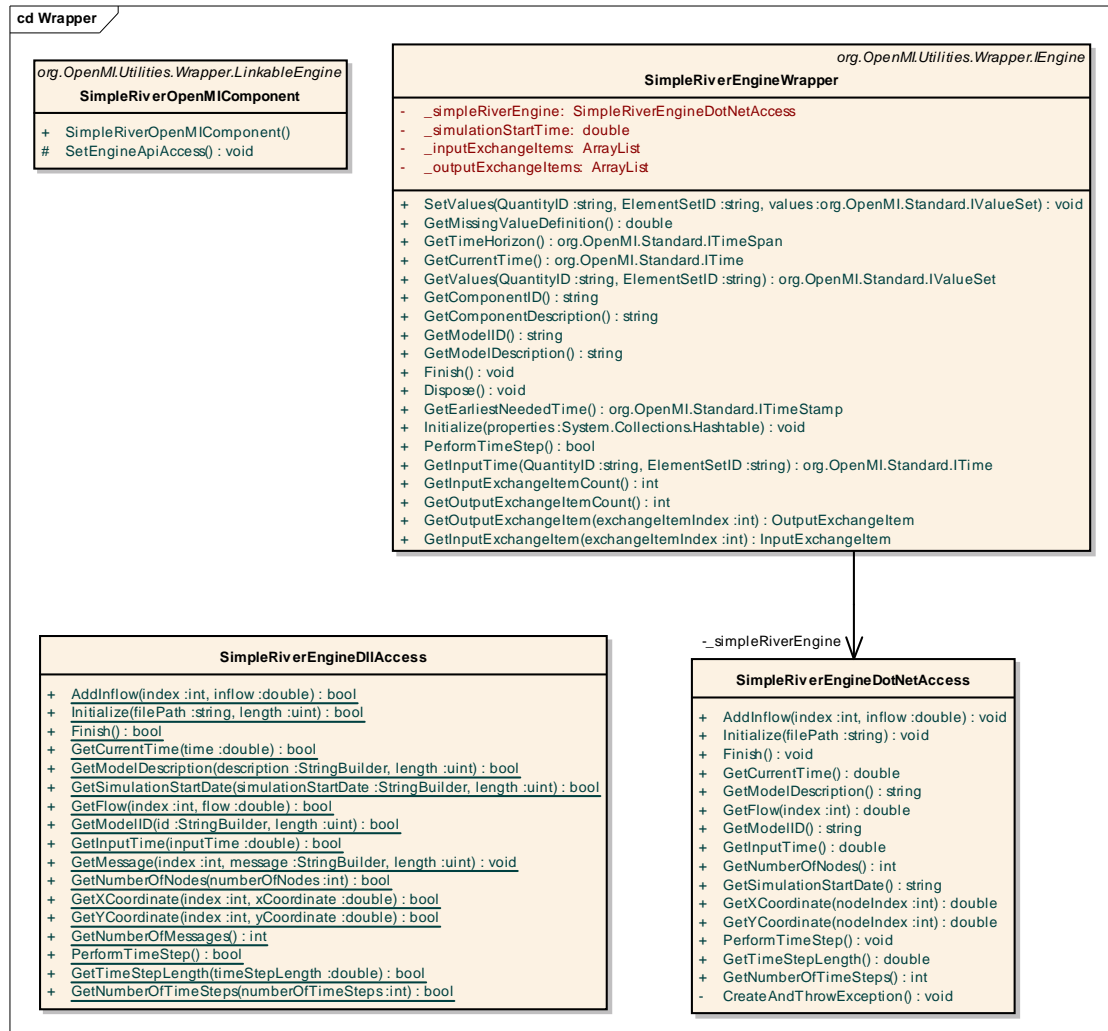 cd Wrapper
org.OpenMI.Utilities.Wrapper.LinkableEngine
SimpleRiverOpenMIComponent
+ SimpleRiverOpenMIComponent()
# SetEngineApiAccess() : void
org.OpenMI.Utilities.Wrapper.IEngine
SimpleRiverEngineWrapper
- _simpleRiverEngine: SimpleRiverEngineDotNetAccess
- _simulationStartTime: double
- _inputExchangeItems: ArrayList
- _outputExchangeItems: ArrayList
+ SetValues(QuantityID :string, ElementSetID :string, values :org.OpenMI.Standard.IValueSet) : void
+ GetMissingValueDefinition() : double
+ GetTimeHorizon() : org.OpenMI.Standard.ITimeSpan
+ GetCurrentTime() : org.OpenMI.Standard.ITime
+ GetValues(QuantityID :string, ElementSetID :string) : org.OpenMI.Standard.IValueSet
+ GetComponentID() : string
+ GetComponentDescription() : string
+ GetModelID() : string
+ GetModelDescription() : string
+ Finish() : void
+ Dispose() : void
+ GetEarliestNeededTime() : org.OpenMI.Standard.ITimeStamp
+ Initialize(properties :System.Collections.Hashtable) : void
+ PerformTimeStep() : bool
+ GetInputTime(QuantityID :string, ElementSetID :string) : org.OpenMI.Standard.ITime
+ GetInputExchangeItemCount() : int
+ GetOutputExchangeItemCount() : int
+ GetOutputExchangeItem(exchangeItemIndex :int) : OutputExchangeItem
+ GetInputExchangeItem(exchangeItemIndex :int) : InputExchangeItem
-_simpleRiverEngine
SimpleRiverEngineDllAccess
+ AddInflow(index :int, inflow :double) : bool
+ Initialize(filePath :string, length :uint) : bool
+ Finish() : bool
+ GetCurrentTime(time :double) : bool
+ GetModelDescription(description :StringBuilder, length :uint) : bool
+ GetSimulationStartDate(simulationStartDate :StringBuilder, length :uint) : bool
+ GetFlow(index :int, flow :double) : bool
+ GetModelID(id :StringBuilder, length :uint) : bool
+ GetInputTime(inputTime :double) : bool
+ GetMessage(index :int, message :StringBuilder, length :uint) : void
+ GetNumberOfNodes(numberOfNodes :int) : bool
+ GetXCoordinate(index :int, xCoordinate :double) : bool
+ GetYCoordinate(index :int, yCoordinate :double) : bool
+ GetNumberOfMessages() : int
+ PerformTimeStep() : bool
+ GetTimeStepLength(timeStepLength :double) : bool
+ GetNumberOfTimeSteps(numberOfTimeSteps :int) : bool
SimpleRiverEngineDotNetAccess
+ AddInflow(index :int, inflow :double) : void
+ Initialize(filePath :string) : void
+ Finish() : void
+ GetCurrentTime() : double
+ GetModelDescription() : string
+ GetFlow(index :int) : double
+ GetModelID() : string
+ GetInputTime() : double
+ GetNumberOfNodes() : int
+ GetSimulationStartDate() : string
+ GetXCoordinate(nodeIndex :int) : double
+ GetYCoordinate(nodeIndex :int) : double
+ PerformTimeStep() : void
+ GetTimeStepLength() : double
+ GetNumberOfTimeSteps() : int
- CreateAndThrowException() : void